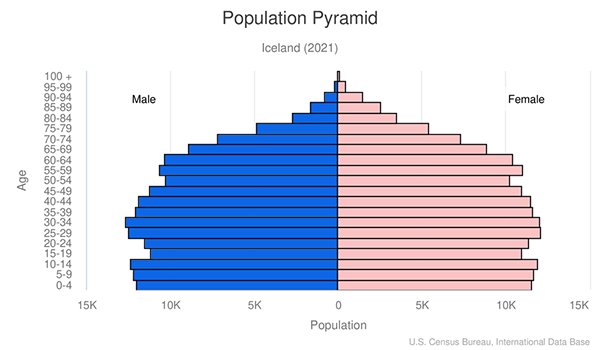 Population Pyramid
Iceland (2021)
Male
Female
Age
100 +
95-99
90-94
85-89
80-84
75-79
70-74
65-69
60-64
55-59
50-54
45-49
40-44
35-39
30-34
25-29
20-24
15-19
10-14
5-9
0-4
15K 10K 5K 0 5K 10K 15K
Population
U.S. Census Bureau, International Data Base